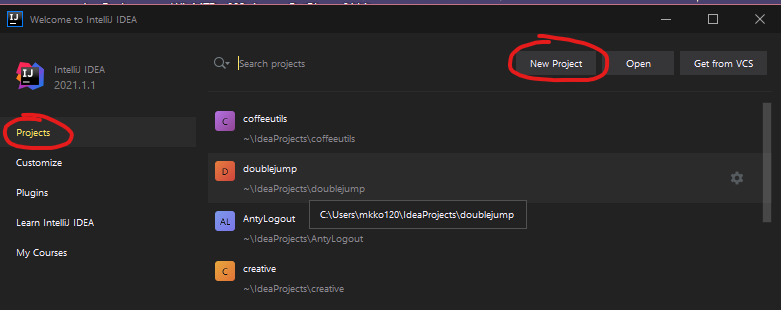 IJ Welcome to IntelliJ IDEA
IJ
IntelliJ IDEA
2021.1.1
Search projects
New Project
Open
Get from VCS
Projects
Customize
Plugins
Learn IntelliJ IDEA
My Courses
C
coffeeutils
~\IdeaProjects\coffeeutils
D
doublejump
~\IdeaProjects\doublejump
C:\Users\mkko120\IdeaProjects\doublejump
AL
AntyLogout
~\IdeaProjects\AntyLogout
C
creative
~\IdeaProjects\creative